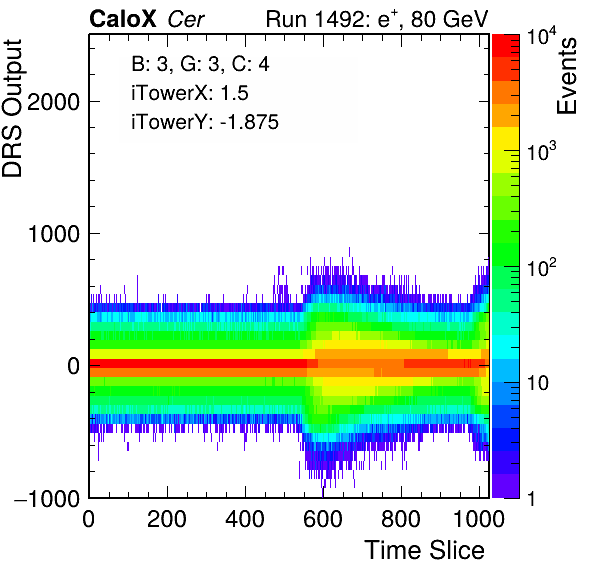 CaloX Cer Run 1492: e⁺, 80 GeV
B: 3, G: 3, C: 4
iTowerX: 1.5
iTowerY: -1.875
DRS Output
2000
1000
0
−1000
0 200 400 600 800 1000
Time Slice
Events
10⁴
10³
10²
10
1